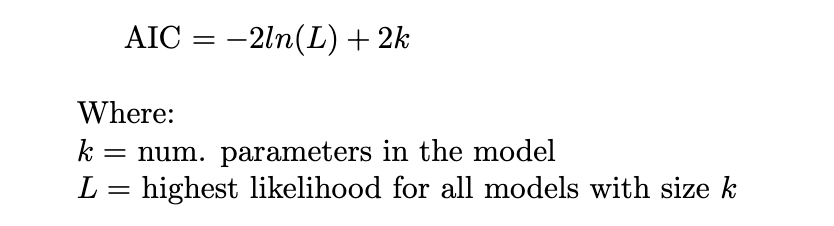 AIC = −2ln(L) + 2k
Where:
k = num. parameters in the model
L = highest likelihood for all models with size k